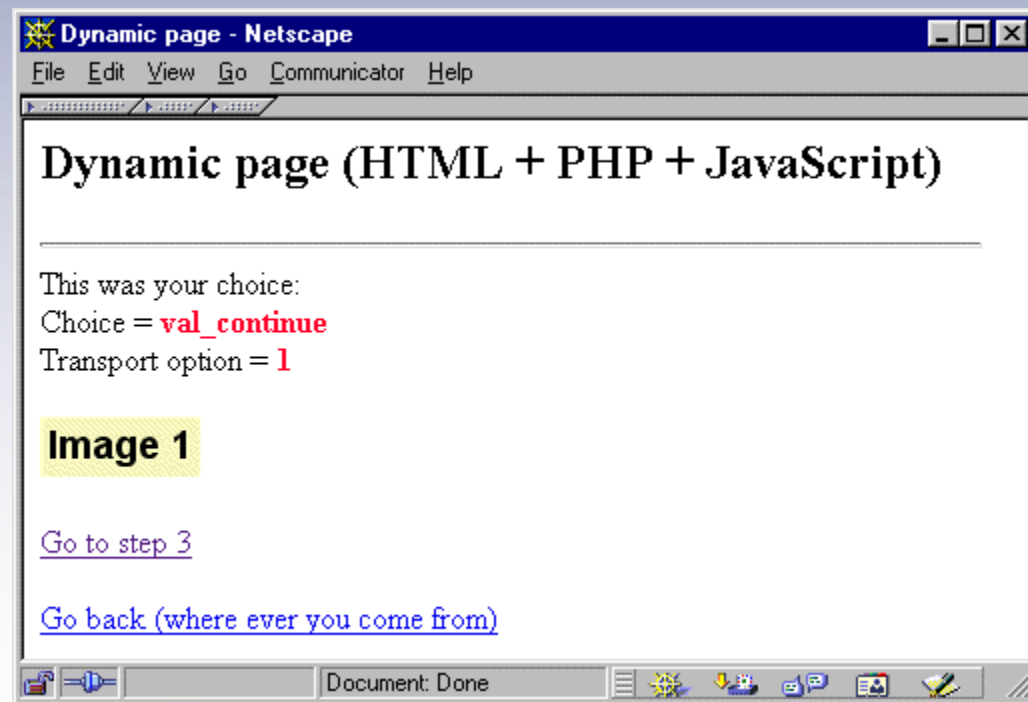 Dynamic page - Netscape
File Edit View Go Communicator Help
Dynamic page (HTML + PHP + JavaScript)
This was your choice:
Choice = val_continue
Transport option = 1
Image 1
Go to step 3
Go back (where ever you come from)
Document: Done